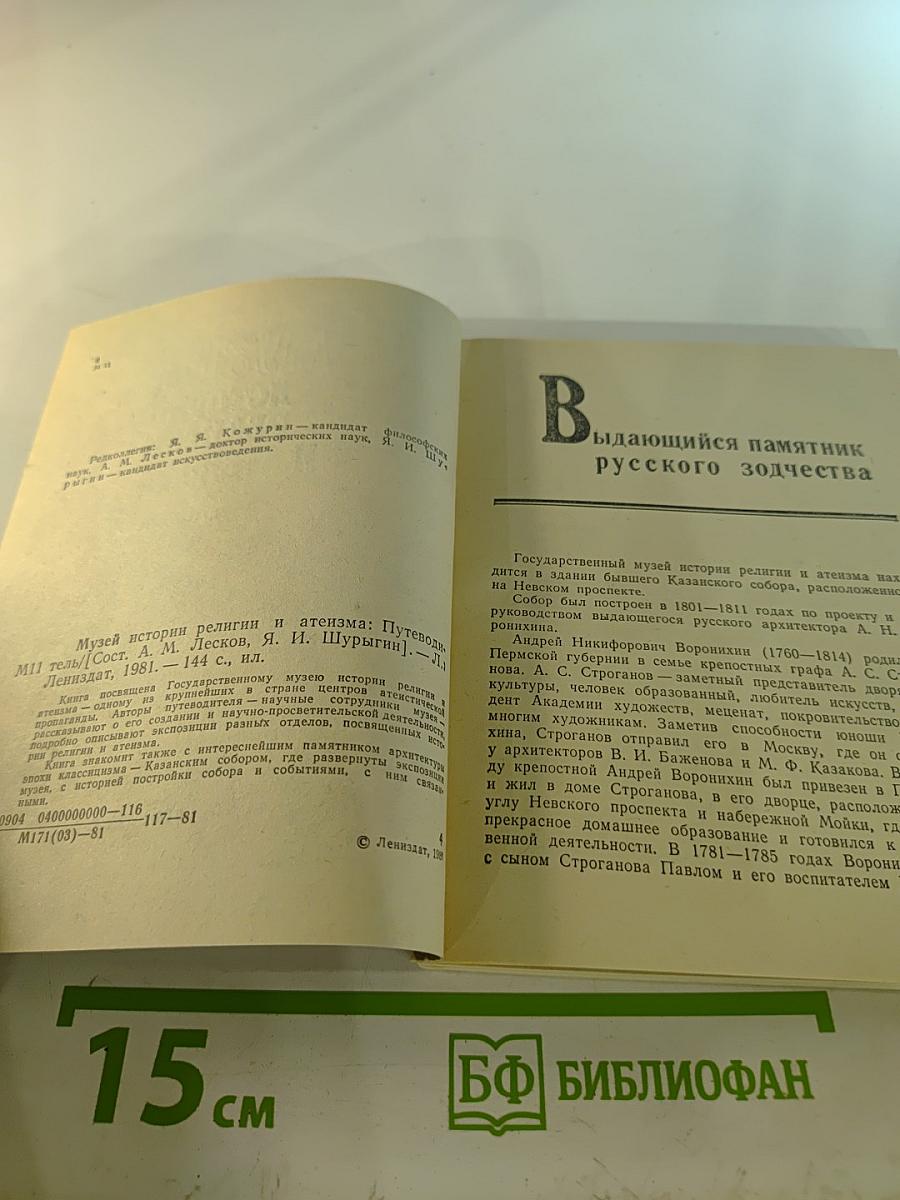 М 11
Редколлегия: Я. Я. Кожурин — кандидат философских
наук, А. М. Лесков — доктор исторических наук, Я. И. Шу-
рыгин — кандидат искусствоведения.
Музей истории религии и атеизма: Путеводи-
М11 тель/[Сост. А. М. Лесков, Я. И. Шурыгин]. — Л.:
Лениздат, 1981. — 144 с., ил.
Книга посвящена Государственному музею истории религии и
атеизма — одному из крупнейших в стране центров атеистической
пропаганды. Авторы путеводителя — научные сотрудники музея —
рассказывают о его создании и научно-просветительской деятельности,
подробно описывают экспозиции разных отделов, посвященных исто-
рии религии и атеизма.
Книга знакомит также с интереснейшим памятником архитектуры
эпохи классицизма — Казанским собором, где развернуты экспозиции
музея, с историей постройки собора и событиями, с ним связан-
ными.
0904 0400000000—116
М171(03)—81
117—81
4
© Лениздат, 1981
Выдающийся памятник
русского зодчества
Государственный музей истории религии и атеизма нах
дится в здании бывшего Казанского собора, расположенно
на Невском проспекте.
Собор был построен в 1801—1811 годах по проекту и
руководством выдающегося русского архитектора А. Н.
ронихина.
Андрей Никифорович Воронихин (1760—1814) родил
Пермской губернии в семье крепостных графа А. С. Ст
нова. А. С. Строганов — заметный представитель дворя
культуры, человек образованный, любитель искусств,
дент Академии художеств, меценат, покровительство
многим художникам. Заметив способности юноши
хина, Строганов отправил его в Москву, где он
у архитекторов В. И. Баженова и М. Ф. Казакова. В
ду крепостной Андрей Воронихин был привезен в П
и жил в доме Строганова, в его дворце, располож
углу Невского проспекта и набережной Мойки, гд
прекрасное домашнее образование и готовился к
венной деятельности. В 1781—1785 годах Ворони
с сыном Строганова Павлом и его воспитателем
15 см
БФ БИБЛИОФАН